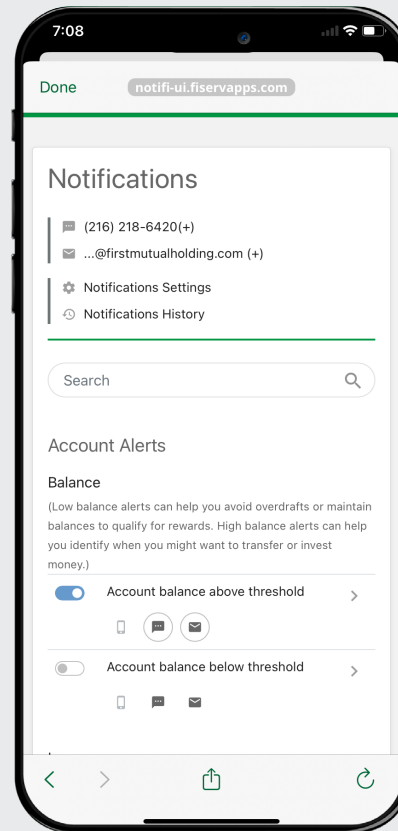 7:08
Done
notifi-ui.fiservapps.com
Notifications
(216) 218-6420(+)
...@firstmutualholding.com (+)
Notifications Settings
Notifications History
Search
Account Alerts
Balance
(Low balance alerts can help you avoid overdrafts or maintain
balances to qualify for rewards. High balance alerts can help
you identify when you might want to transfer or invest
money.)
Account balance above threshold
Account balance below threshold